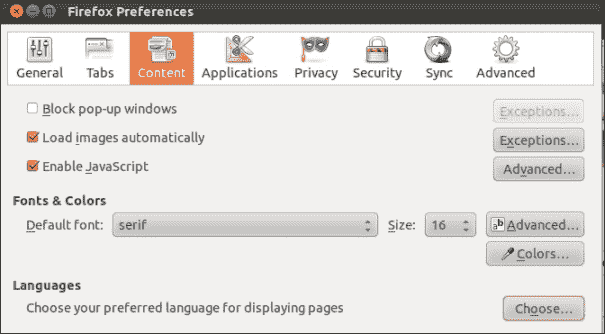 Firefox Preferences
General Tabs Content Applications Privacy Security Sync Advanced
Block pop-up windows Exceptions...
Load images automatically Exceptions...
Enable JavaScript Advanced...
Fonts & Colors
Default font: serif Size: 16 Advanced...
Colors...
Languages
Choose your preferred language for displaying pages Choose...